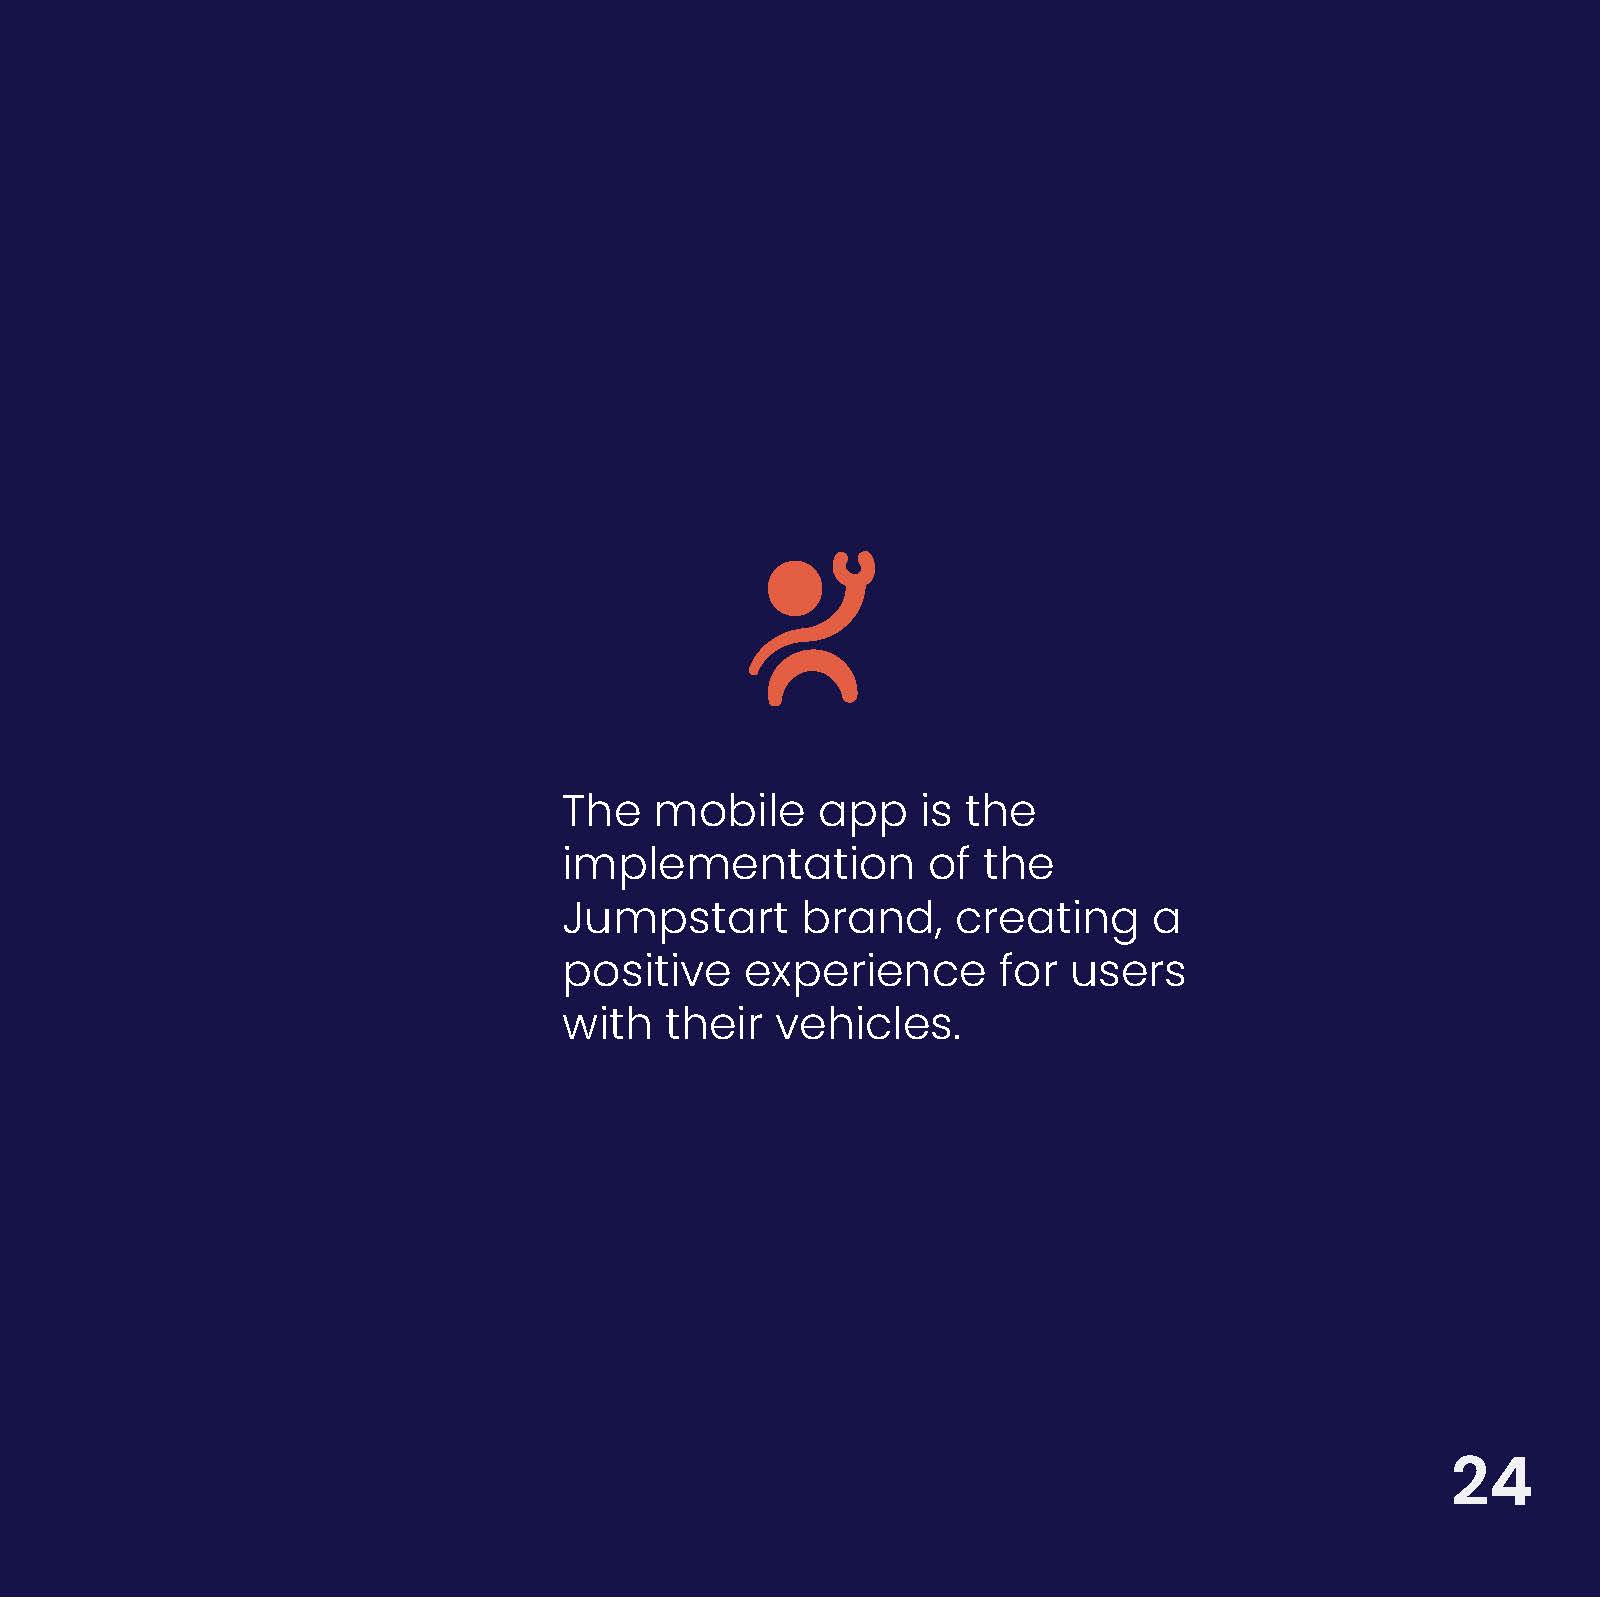 The mobile app is the
implementation of the
Jumpstart brand, creating a
positive experience for users
with their vehicles.
24